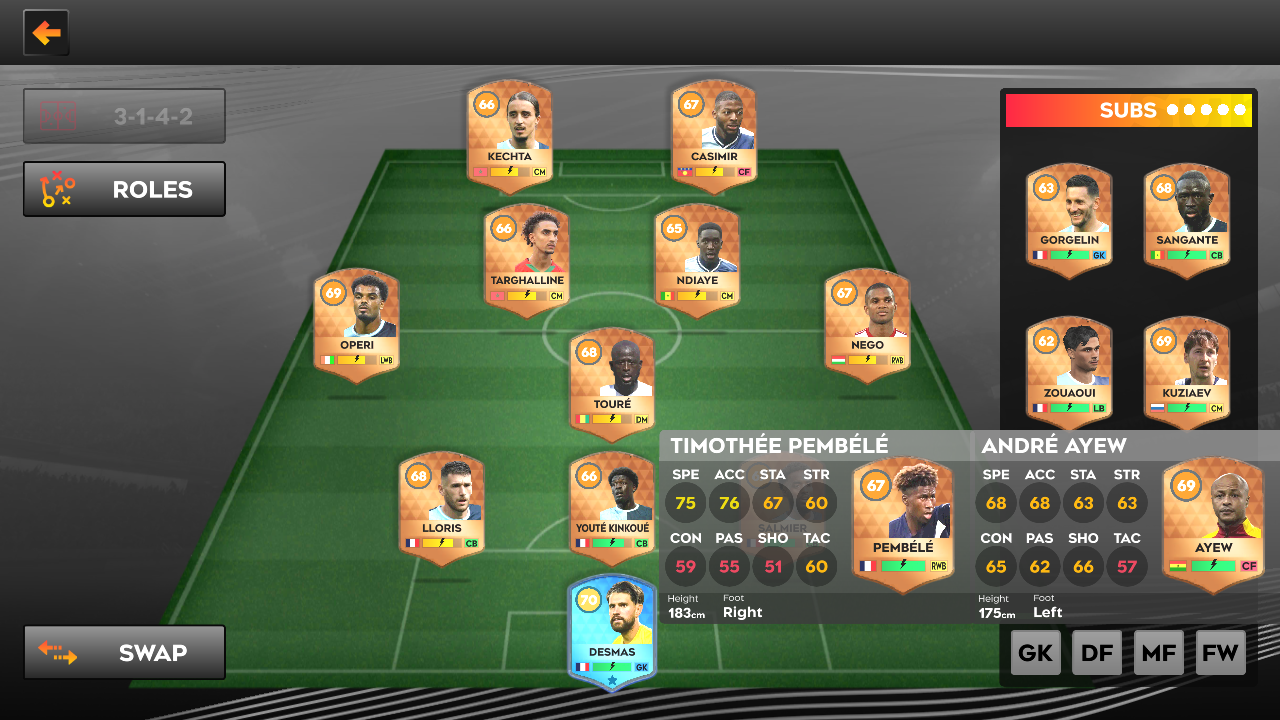 3-1-4-2
ROLES
SWAP
66
KECHTA
CM
67
CASIMIR
CF
66
TARGHALLINE
CM
65
NDIAYE
CM
69
OPERI
LWB
67
NEGO
RWB
68
TOURÉ
DM
68
LLORIS
CB
66
YOUTÉ KINKOUÉ
CB
SALMIER
70
DESMAS
GK
SUBS
63
GORGELIN
GK
68
SANGANTE
CB
62
ZOUAOUI
LB
69
KUZIAEV
CM
TIMOTHÉE PEMBÉLÉ
SPE ACC STA STR
75 76 67 60
CON PAS SHO TAC
59 55 51 60
Height Foot
183cm Right
67
PEMBÉLÉ
RWB
ANDRÉ AYEW
SPE ACC STA STR
68 68 63 63
CON PAS SHO TAC
65 62 66 57
Height Foot
175cm Left
69
AYEW
CF
GK DF MF FW